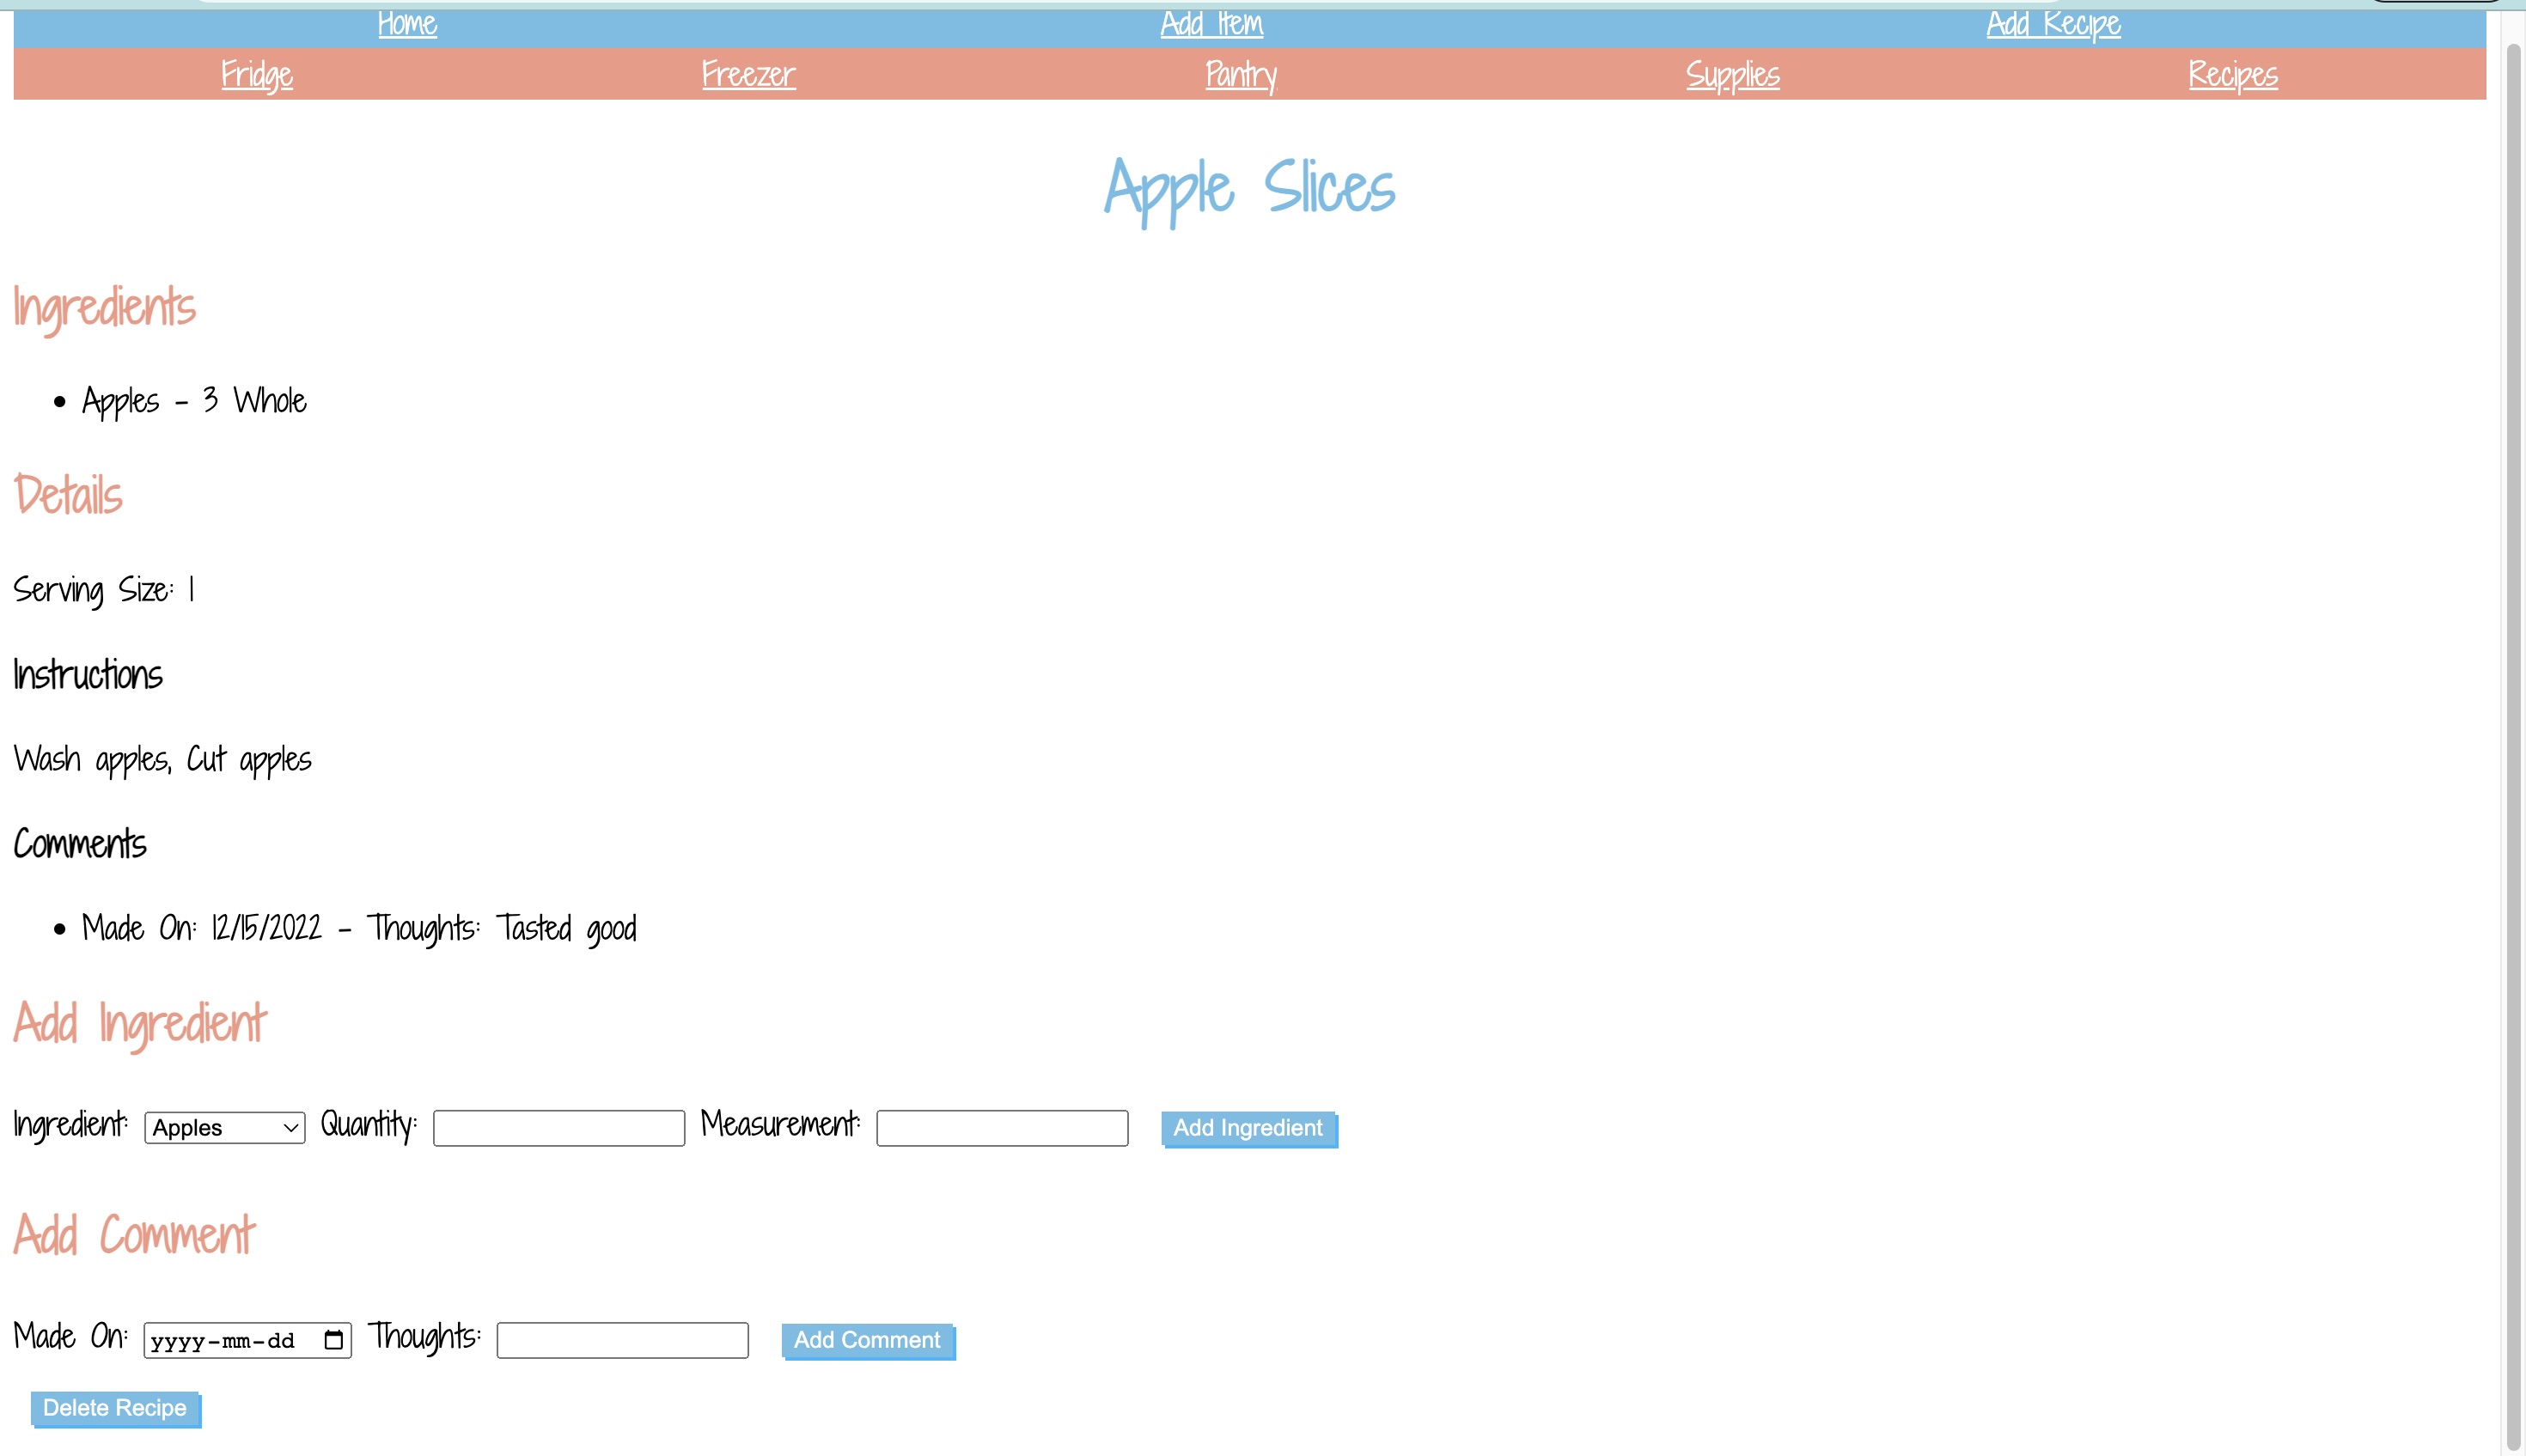 Home Add Item Add Recipe
Fridge Freezer Pantry Supplies Recipes
Apple Slices
Ingredients
• Apples - 3 Whole
Details
Serving Size: 1
Instructions
Wash apples, Cut apples
Comments
• Made On: 12/15/2022 - Thoughts: Tasted good
Add Ingredient
Ingredient: Apples Quantity: Measurement: Add Ingredient
Add Comment
Made On: yyyy-mm-dd Thoughts: Add Comment
Delete Recipe